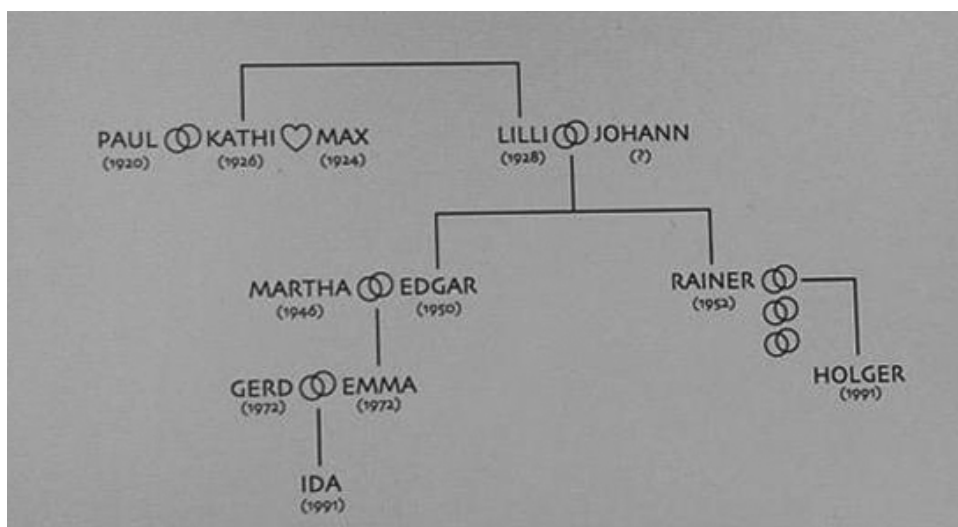 PAUL KATHI MAX LILLI JOHANN
(1920) (1926) (1924) (1928) (?)
MARTHA EDGAR RAINER
(1946) (1950) (1952)
GERD EMMA HOLGER
(1972) (1972) (1991)
IDA
(1991)